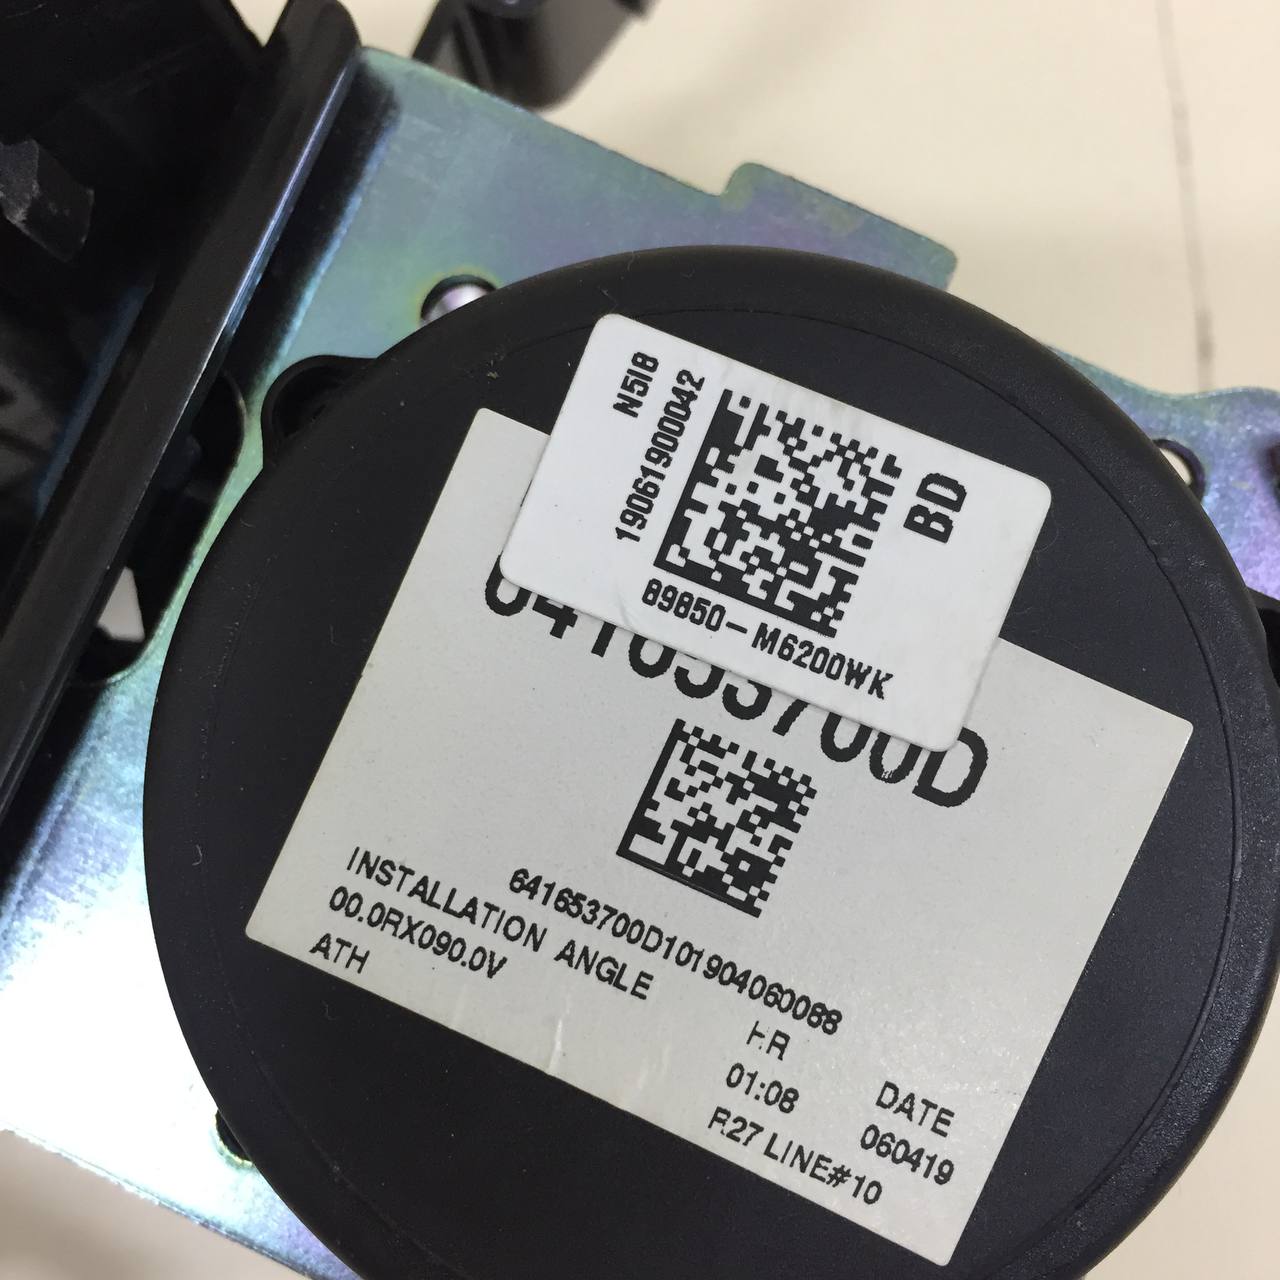 N518
19061900042
BD
89850-M6200WK
641653700D
641653700D101904060088
INSTALLATION ANGLE
00.0RX090.0V
ATH
HR
01:08
R27 LINE#10
DATE
060419